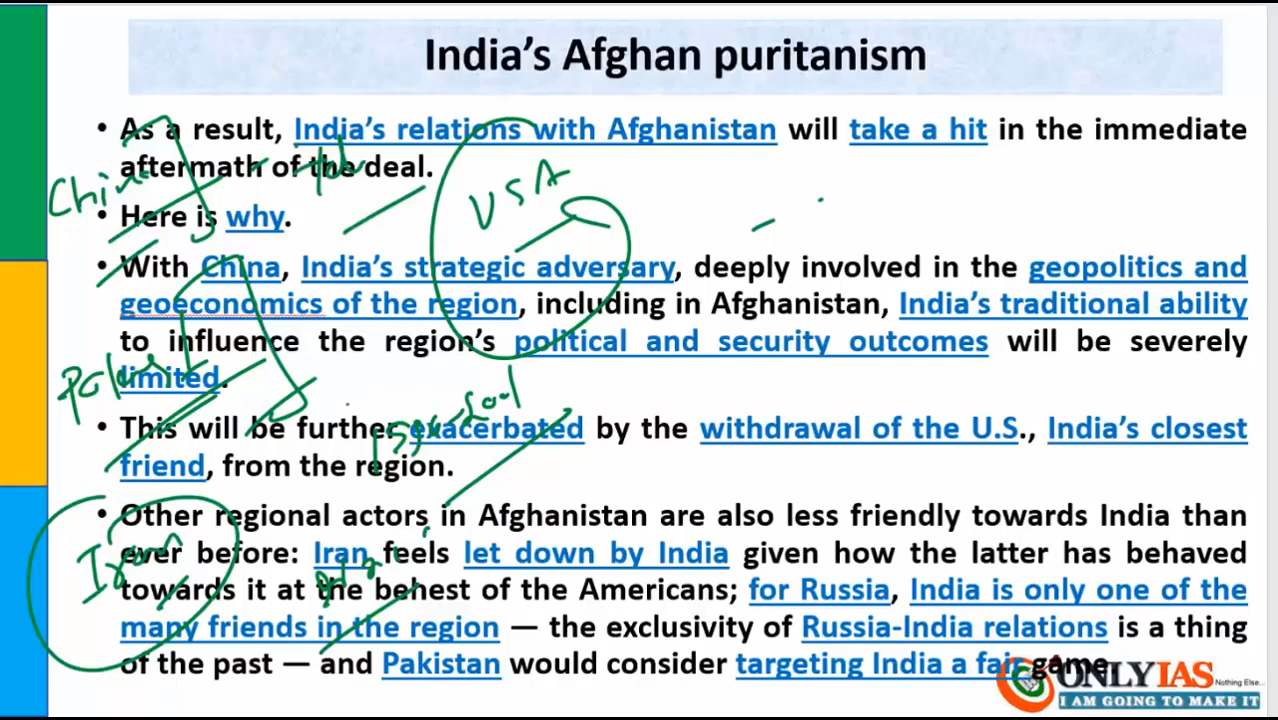 India's Afghan puritanism
• As a result, India's relations with Afghanistan will take a hit in the immediate
aftermath of the deal.
• Here is why.
• With China, India's strategic adversary, deeply involved in the geopolitics and
geoeconomics of the region, including in Afghanistan, India's traditional ability
to influence the region's political and security outcomes will be severely
limited.
• This will be further exacerbated by the withdrawal of the U.S., India's closest
friend, from the region.
• Other regional actors in Afghanistan are also less friendly towards India than
ever before: Iran feels let down by India given how the latter has behaved
towards it at the behest of the Americans; for Russia, India is only one of the
many friends in the region — the exclusivity of Russia-India relations is a thing
of the past — and Pakistan would consider targeting India a fair game.
China
USA
Iran
ONLY IAS
Nothing Else...
I AM GOING TO MAKE IT